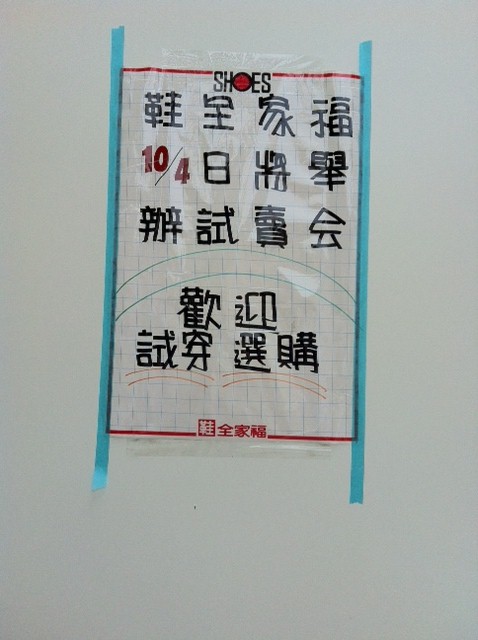 SHOES
鞋全家福
10/4日將舉
辦試賣会
歡迎
試穿選購
鞋全家福